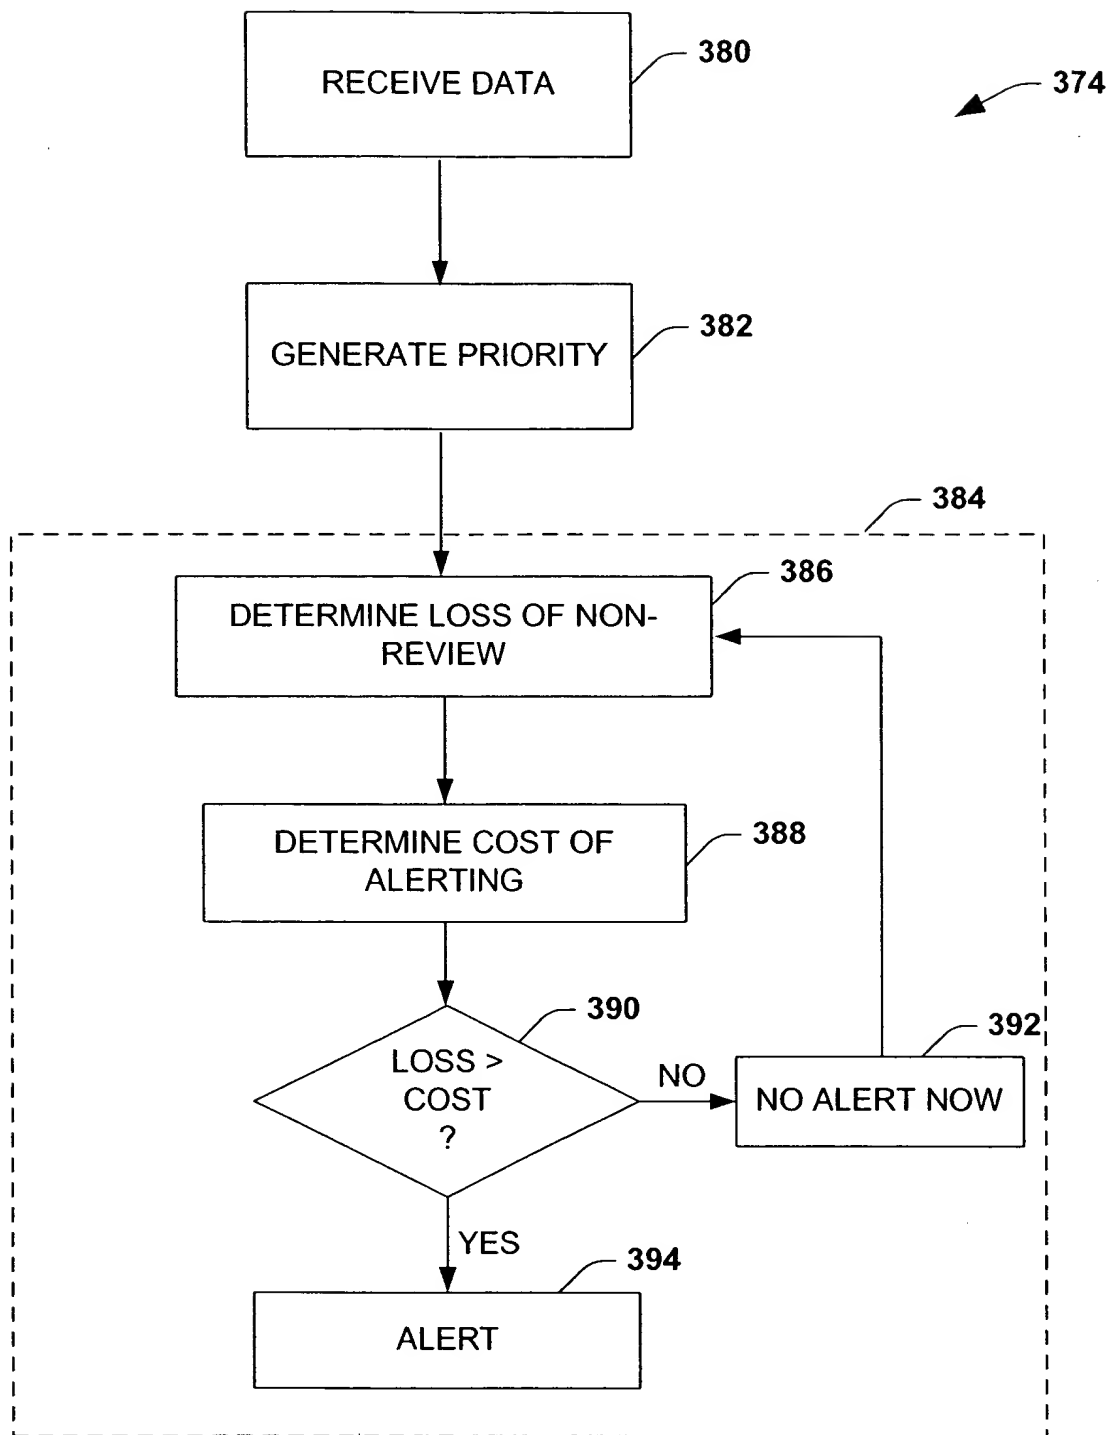 380
RECEIVE DATA
374
382
GENERATE PRIORITY
384
386
DETERMINE LOSS OF NON-
REVIEW
388
DETERMINE COST OF
ALERTING
390
392
LOSS >
COST
?
NO
NO ALERT NOW
YES
394
ALERT